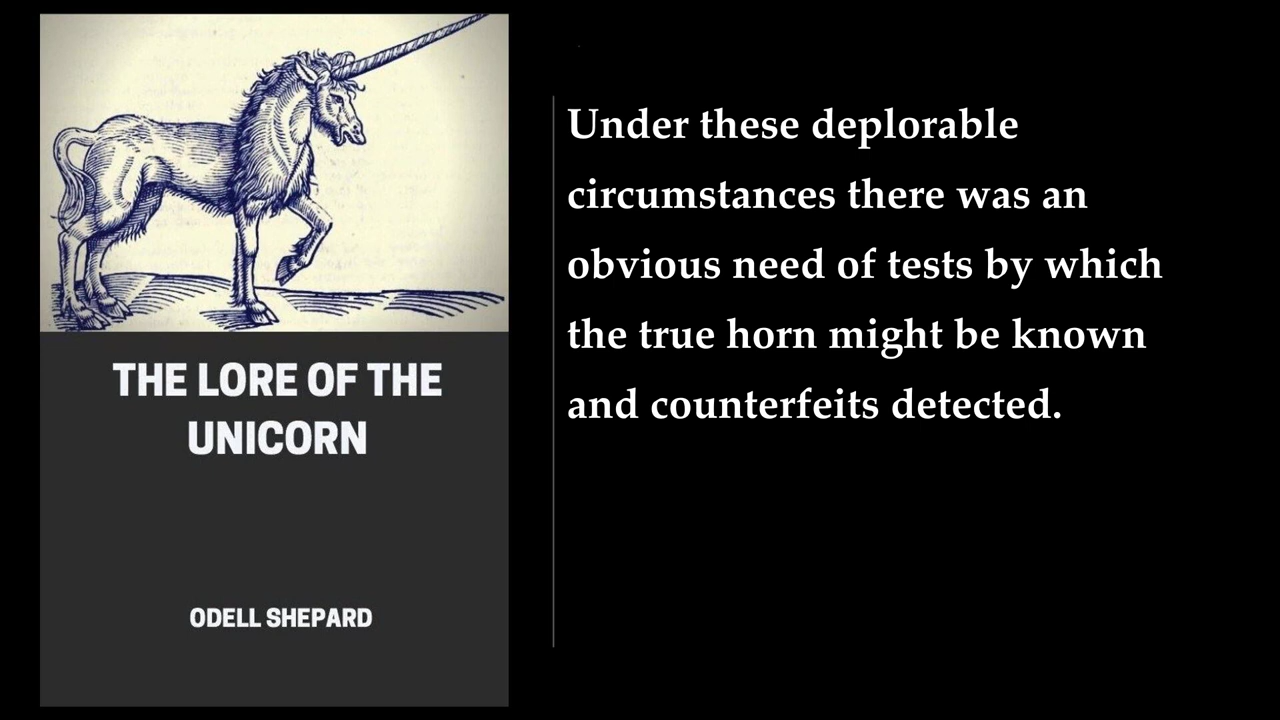 THE LORE OF THE
UNICORN
ODELL SHEPARD
Under these deplorable
circumstances there was an
obvious need of tests by which
the true horn might be known
and counterfeits detected.